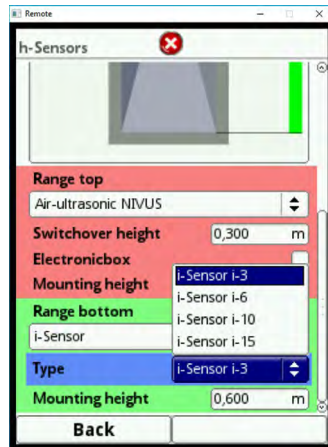 Remote
h-Sensors
Range top
Air-ultrasonic NIVUS
Switchover height 0,300 m
Electronicbox
Mounting height
i-Sensor i-3
i-Sensor i-6
i-Sensor i-10
i-Sensor i-15
Range bottom
i-Sensor
Type i-Sensor i-3
Mounting height 0,600 m
Back